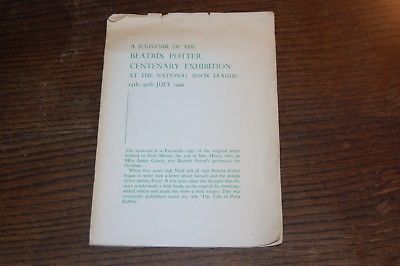 A SOUVENIR OF THE
BEATRIX POTTER
CENTENARY EXHIBITION
AT THE NATIONAL BOOK LEAGUE
14th–30th JULY 1966
The enclosed is a Facsimile copy of the original letter
written to Noël Moore, the son of Mrs Moore who, as
Miss Annie Carter, was Beatrix Potter's governess for
German.
When five years old, Noël fell ill and Beatrix Potter
began to write him a letter about herself and the doings
of her rabbit, Peter. A few years later she thought that the
story would make a little book, so she copied the drawings,
added others and made the story a little longer. This was
eventually published under the title 'The Tale of Peter
Rabbit'.